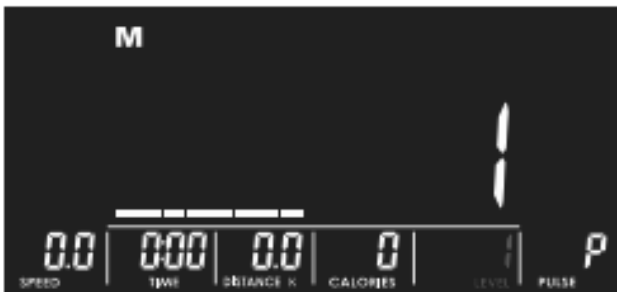 M
1
0.0 0:00 0.0 0 1 P
SPEED TIME DISTANCE K CALORIES LEVEL PULSE